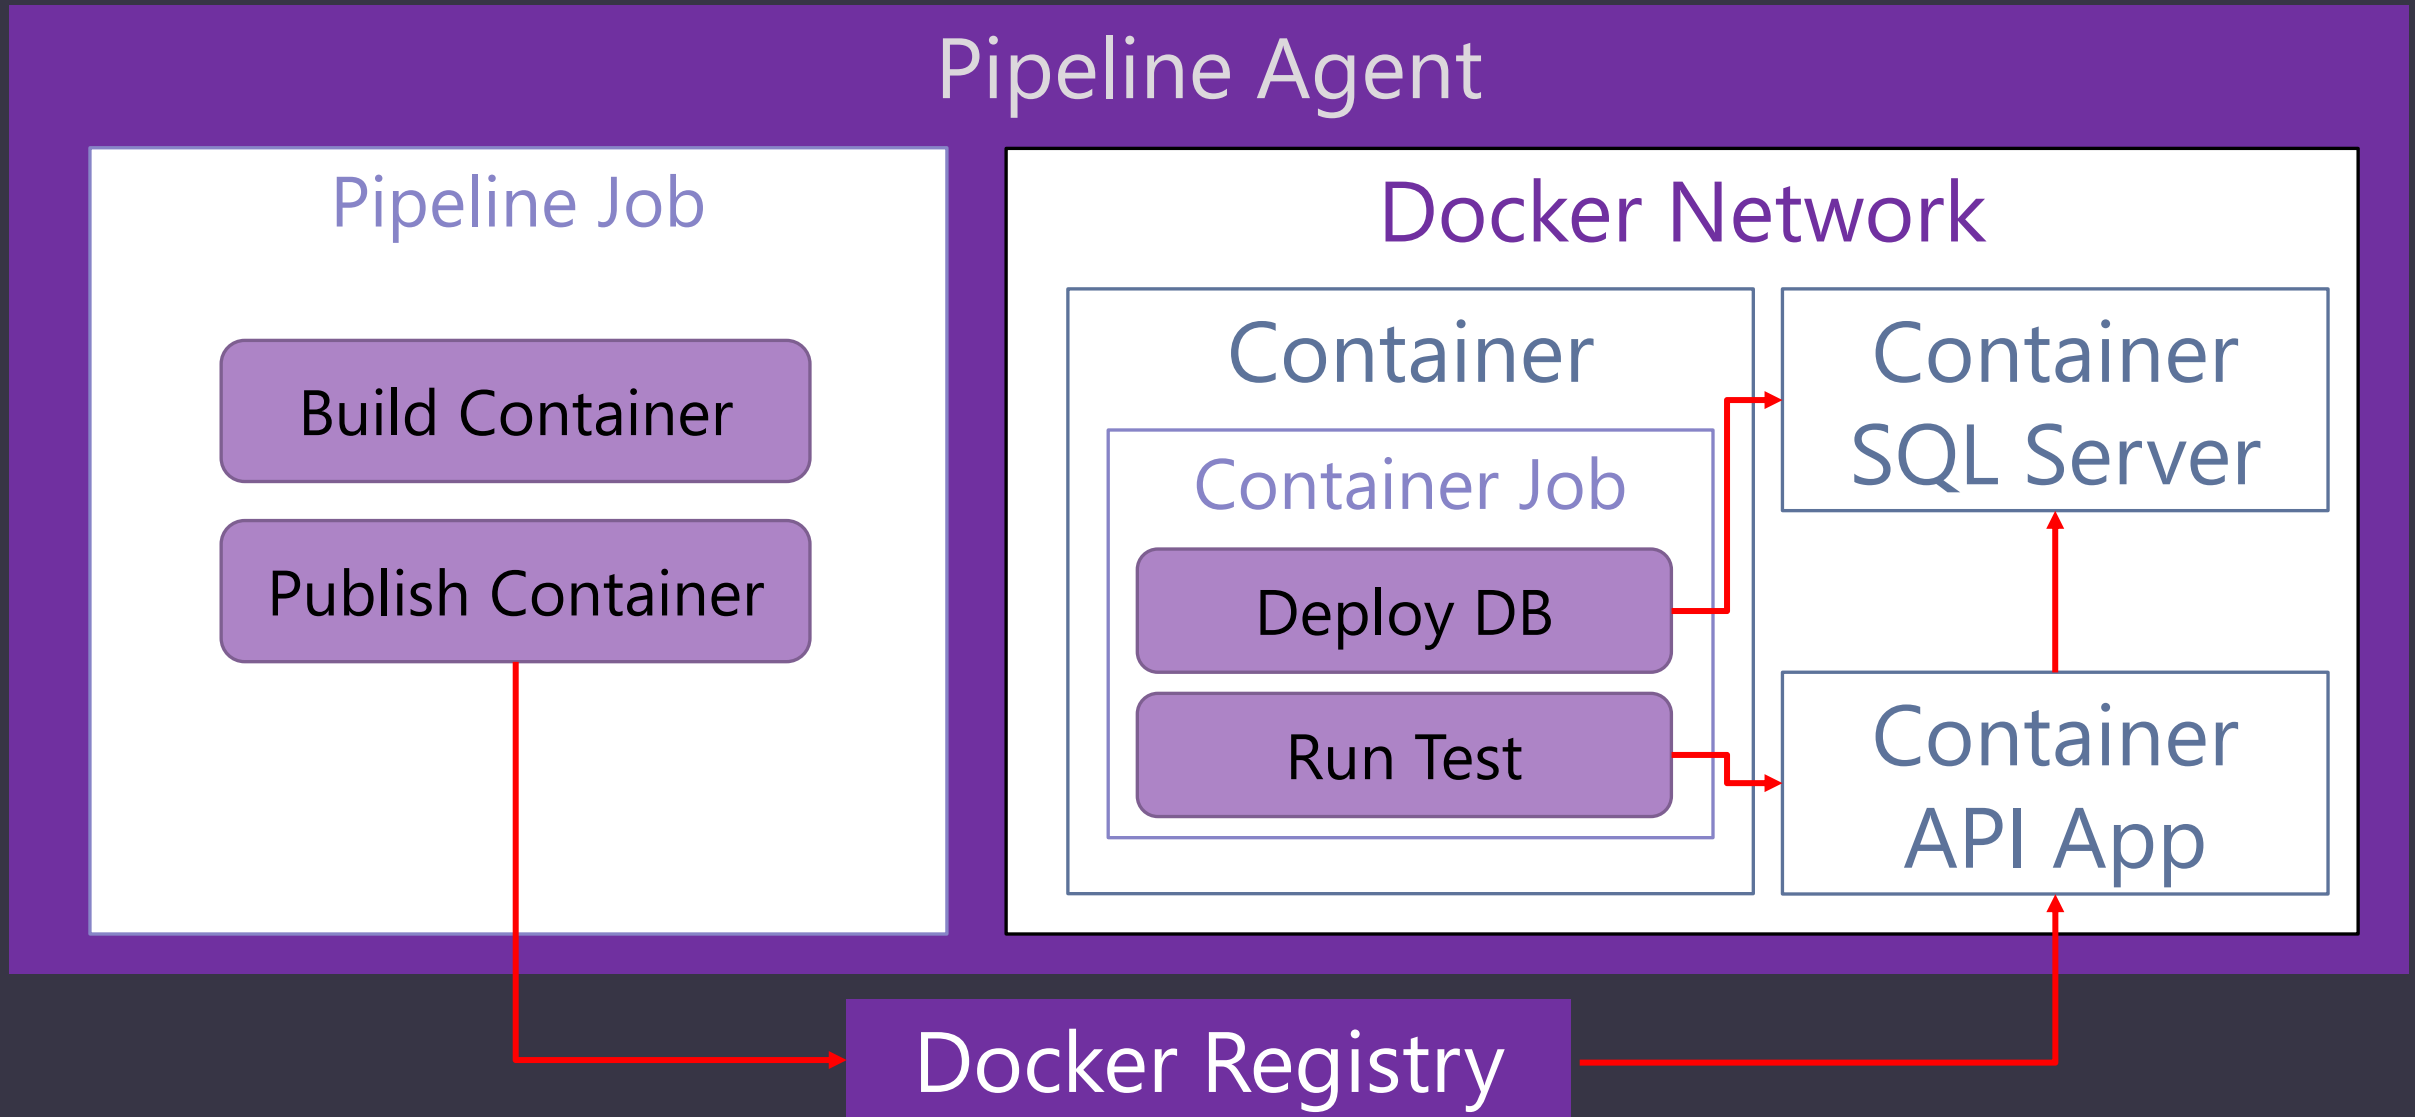 Pipeline Agent
Pipeline Job
Build Container
Publish Container
Docker Network
Container
Container Job
Deploy DB
Run Test
Container
SQL Server
Container
API App
Docker Registry